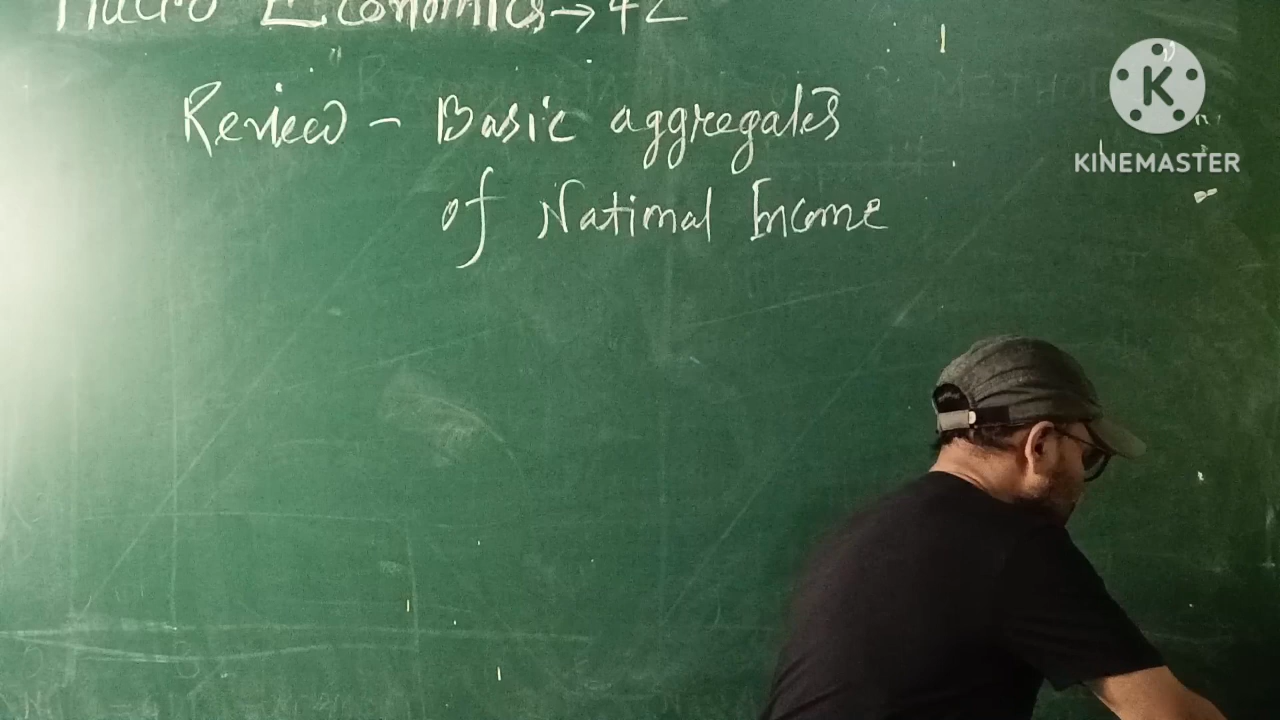 Macro Economics → 42
Review - Basic aggregates
of National Income
K
KINEMASTER